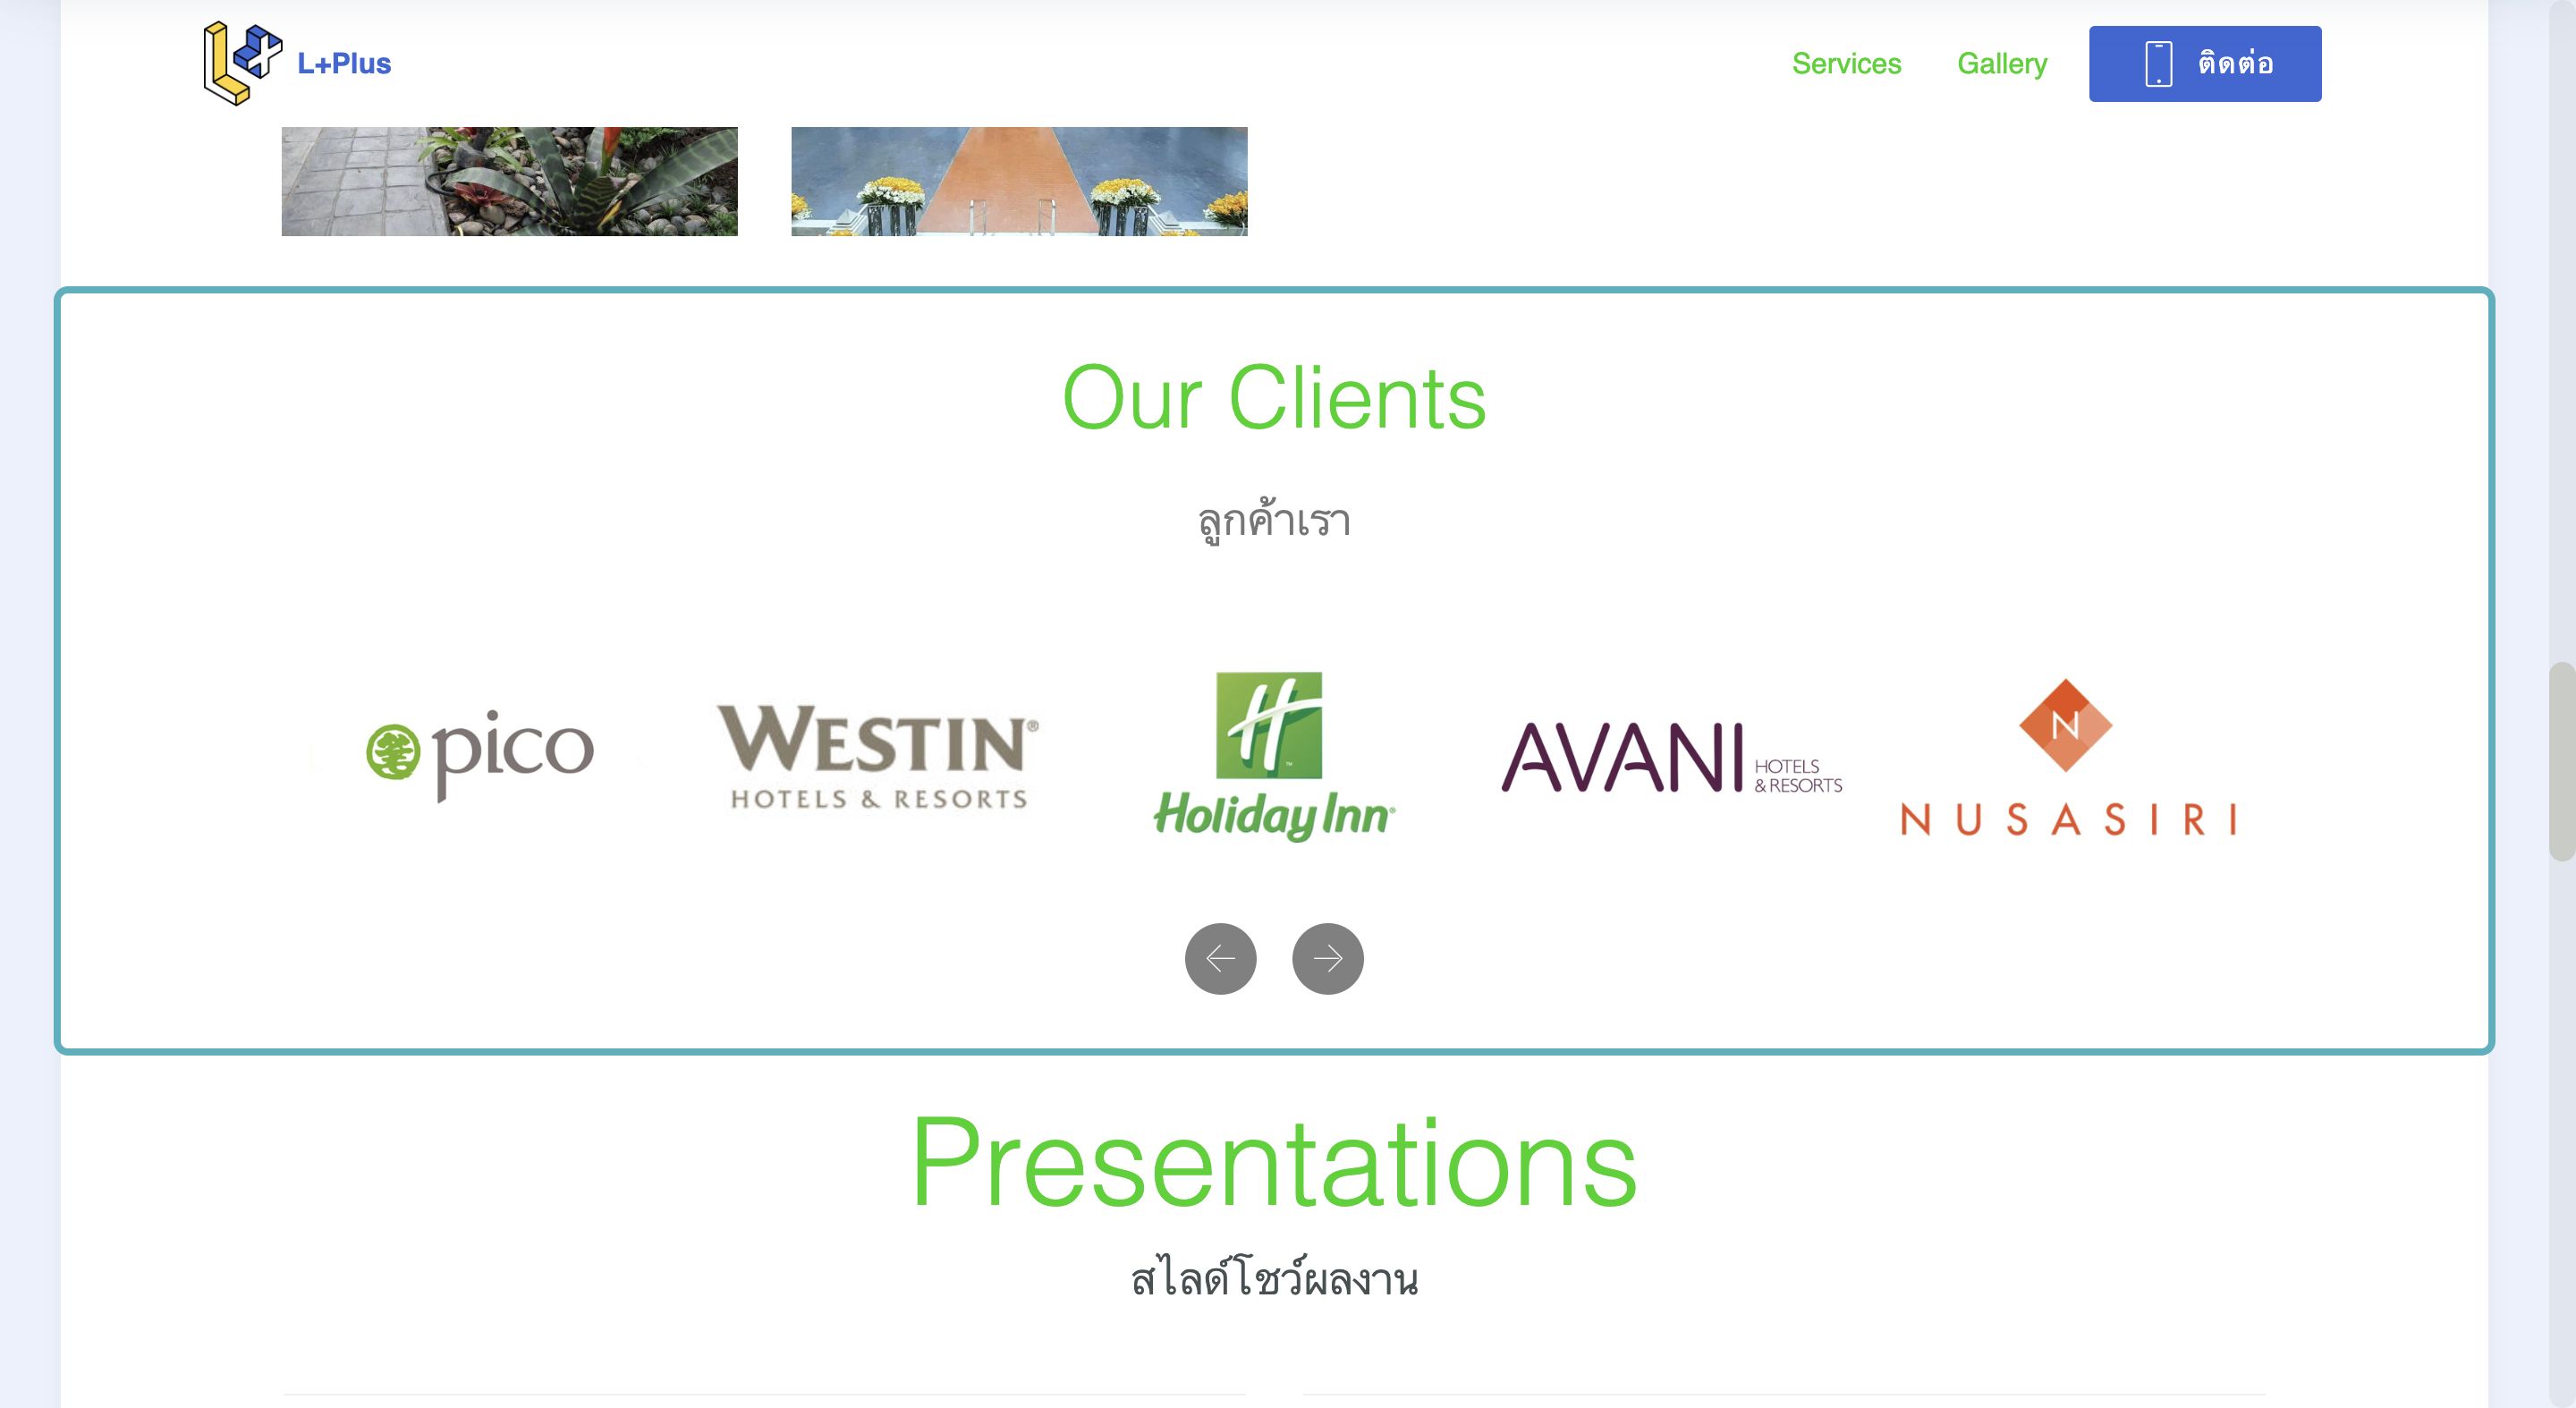 L+Plus
Services
Gallery
ติดต่อ
Our Clients
ลูกค้าเรา
pico
WESTIN®
HOTELS & RESORTS
H™
Holiday Inn®
AVANI HOTELS
& RESORTS
N
NUSASIRI
Presentations
สไลด์โชว์ผลงาน